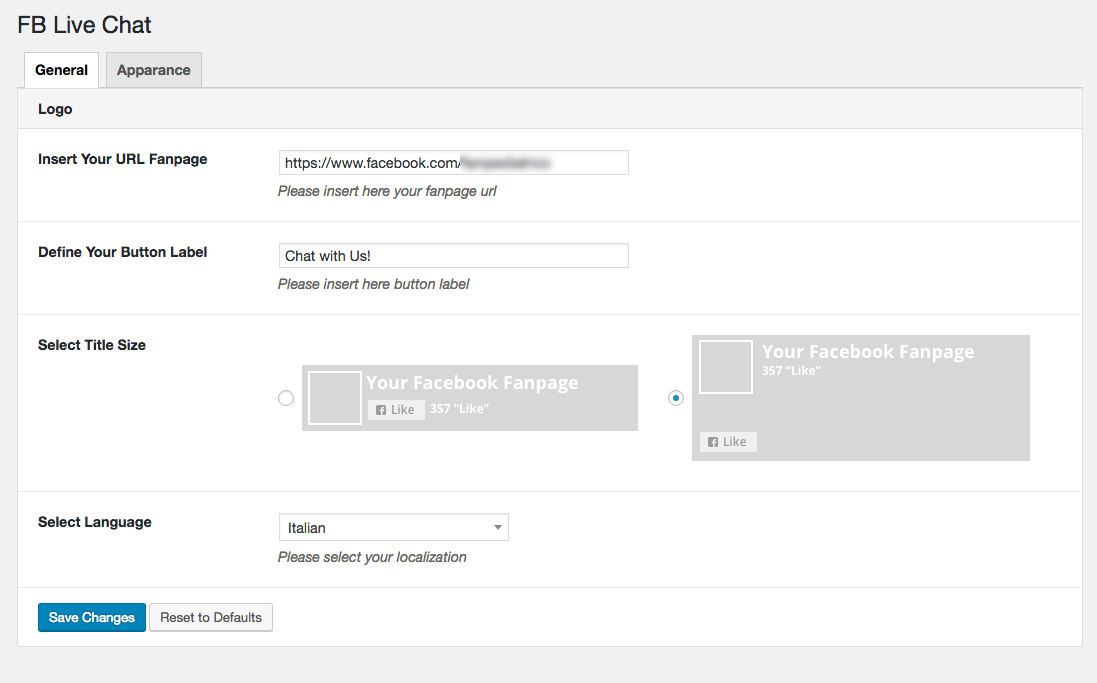 FB Live Chat
General
Apparance
Logo
Insert Your URL Fanpage
https://www.facebook.com/
Please insert here your fanpage url
Define Your Button Label
Chat with Us!
Please insert here button label
Select Title Size
Your Facebook Fanpage
Like 357 “Like”
Your Facebook Fanpage
357 “Like”
Like
Select Language
Italian
Please select your localization
Save Changes
Reset to Defaults